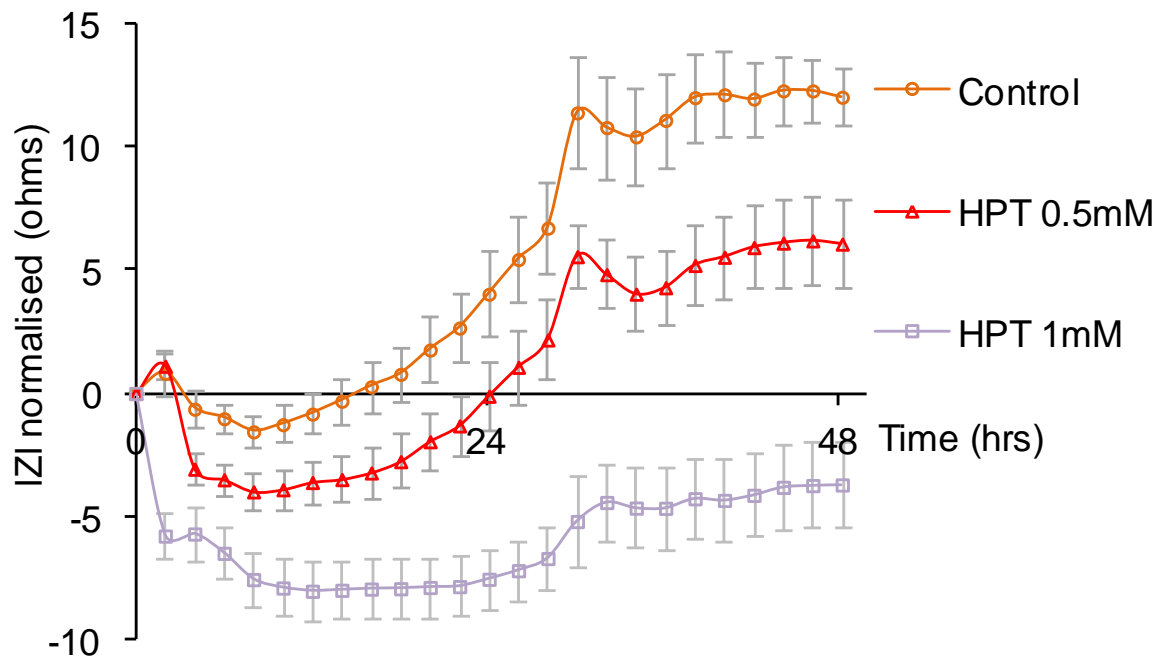 15
10
5
0
-5
-10
IZI normalised (ohms)
0
24
48
Time (hrs)
Control
HPT 0.5mM
HPT 1mM